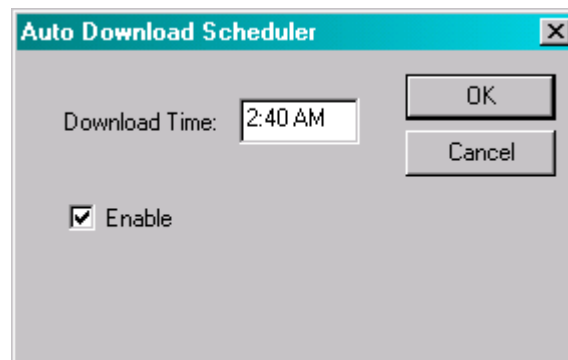 Auto Download Scheduler
Download Time: 2:40 AM
OK
Cancel
Enable